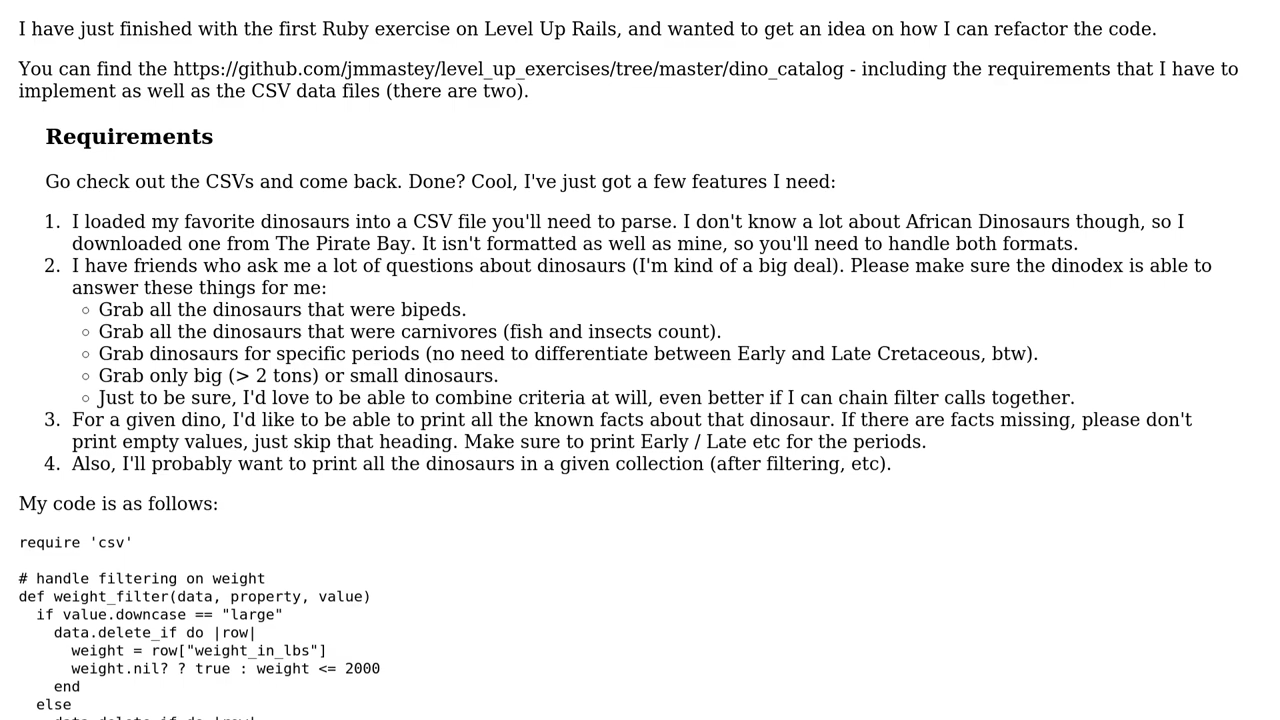 I have just finished with the first Ruby exercise on Level Up Rails, and wanted to get an idea on how I can refactor the code.
You can find the https://github.com/jmmastey/level_up_exercises/tree/master/dino_catalog - including the requirements that I have to
implement as well as the CSV data files (there are two).
Requirements
Go check out the CSVs and come back. Done? Cool, I've just got a few features I need:
1. I loaded my favorite dinosaurs into a CSV file you'll need to parse. I don't know a lot about African Dinosaurs though, so I
downloaded one from The Pirate Bay. It isn't formatted as well as mine, so you'll need to handle both formats.
2. I have friends who ask me a lot of questions about dinosaurs (I'm kind of a big deal). Please make sure the dinodex is able to
answer these things for me:
◦ Grab all the dinosaurs that were bipeds.
◦ Grab all the dinosaurs that were carnivores (fish and insects count).
◦ Grab dinosaurs for specific periods (no need to differentiate between Early and Late Cretaceous, btw).
◦ Grab only big (> 2 tons) or small dinosaurs.
◦ Just to be sure, I'd love to be able to combine criteria at will, even better if I can chain filter calls together.
3. For a given dino, I'd like to be able to print all the known facts about that dinosaur. If there are facts missing, please don't
print empty values, just skip that heading. Make sure to print Early / Late etc for the periods.
4. Also, I'll probably want to print all the dinosaurs in a given collection (after filtering, etc).
My code is as follows:
require 'csv'
# handle filtering on weight
def weight_filter(data, property, value)
  if value.downcase == "large"
    data.delete_if do |row|
      weight = row["weight_in_lbs"]
      weight.nil? ? true : weight <= 2000
    end
  else
    data.delete_if do |row|